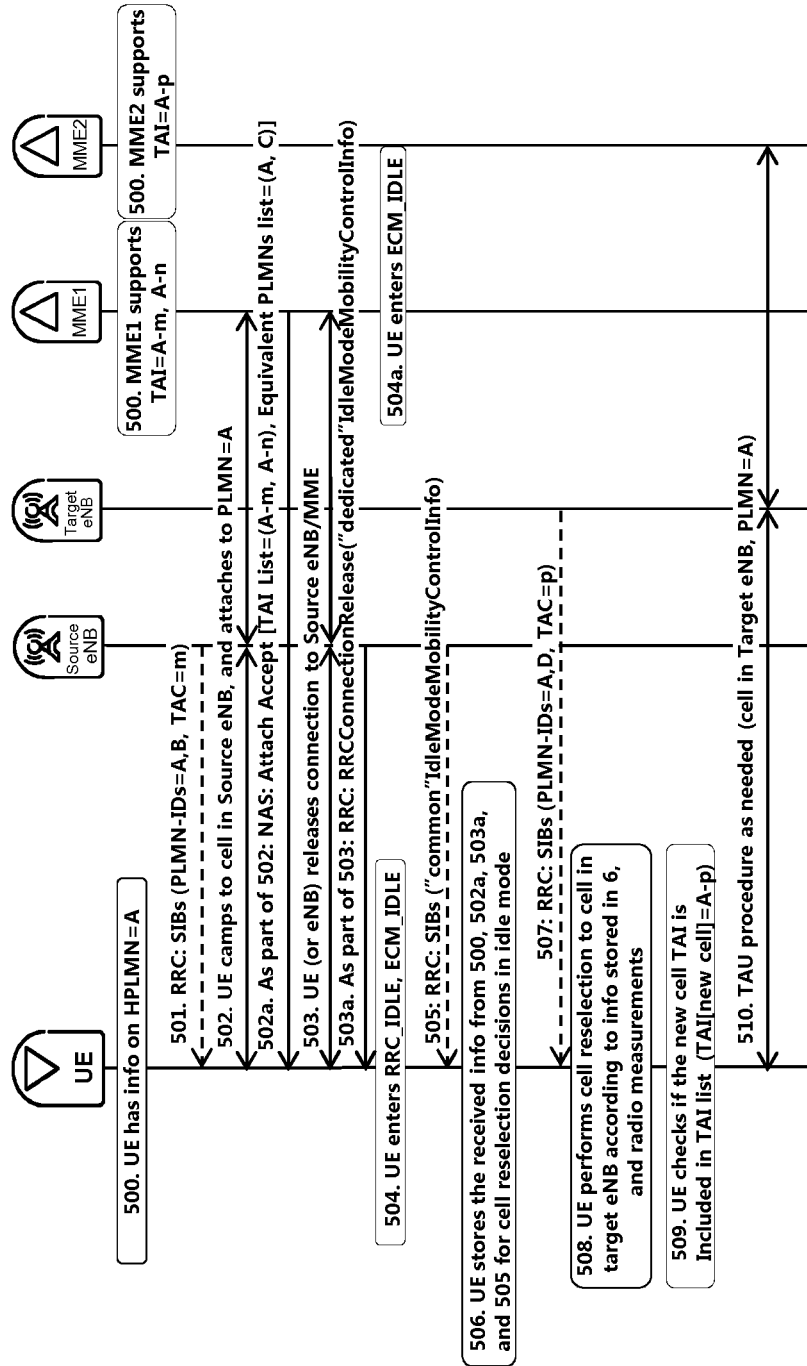 UE
Source
eNB
Target
eNB
MME1
MME2
500. UE has info on HPLMN=A
500. MME1 supports
TAI=A-m, A-n
500. MME2 supports
TAI=A-p
501. RRC: SIBs (PLMN-IDs=A,B, TAC=m)
502. UE camps to cell in Source eNB, and attaches to PLMN=A
502a. As part of 502: NAS: Attach Accept [TAI List=(A-m, A-n), Equivalent PLMNs list=(A, C)]
503. UE (or eNB) releases connection to Source eNB/MME
503a. As part of 503: RRC: RRCConnectionRelease("dedicated"IdleModeMobilityControlInfo)
504. UE enters RRC_IDLE, ECM_IDLE
504a. UE enters ECM_IDLE
505: RRC: SIBs ("common"IdleModeMobilityControlInfo)
506. UE stores the received info from 500, 502a, 503a,
and 505 for cell reselection decisions in idle mode
507: RRC: SIBs (PLMN-IDs=A,D, TAC=p)
508. UE performs cell reselection to cell in
target eNB according to info stored in 6,
and radio measurements
509. UE checks if the new cell TAI is
Included in TAI list (TAI[new cell]=A-p)
510. TAU procedure as needed (cell in Target eNB, PLMN=A)